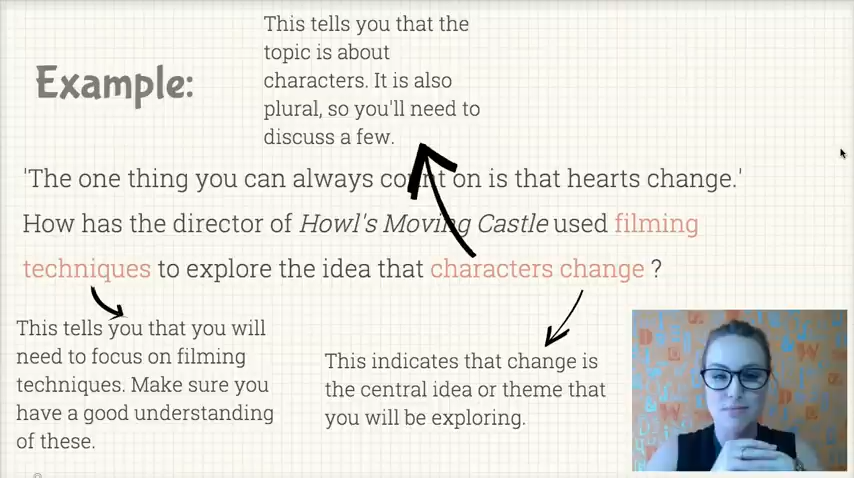 This tells you that the
topic is about
characters. It is also
plural, so you'll need to
discuss a few.
Example:
'The one thing you can always count on is that hearts change.'
How has the director of Howl's Moving Castle used filming
techniques to explore the idea that characters change ?
This tells you that you will
need to focus on filming
techniques. Make sure you
have a good understanding
of these.
This indicates that change is
the central idea or theme that
you will be exploring.